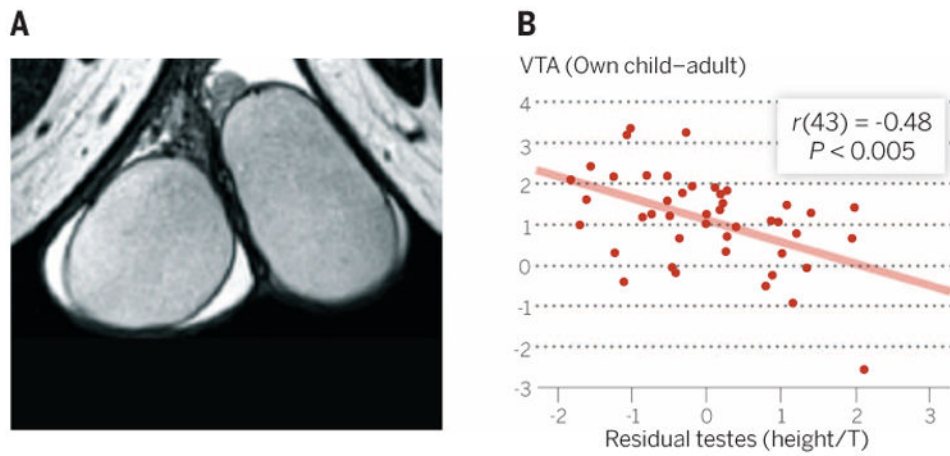 A
B
VTA (Own child–adult)
4
3
2
1
0
-1
-2
-3
r(43) = -0.48
P < 0.005
-2 -1 0 1 2 3
Residual testes (height/T)